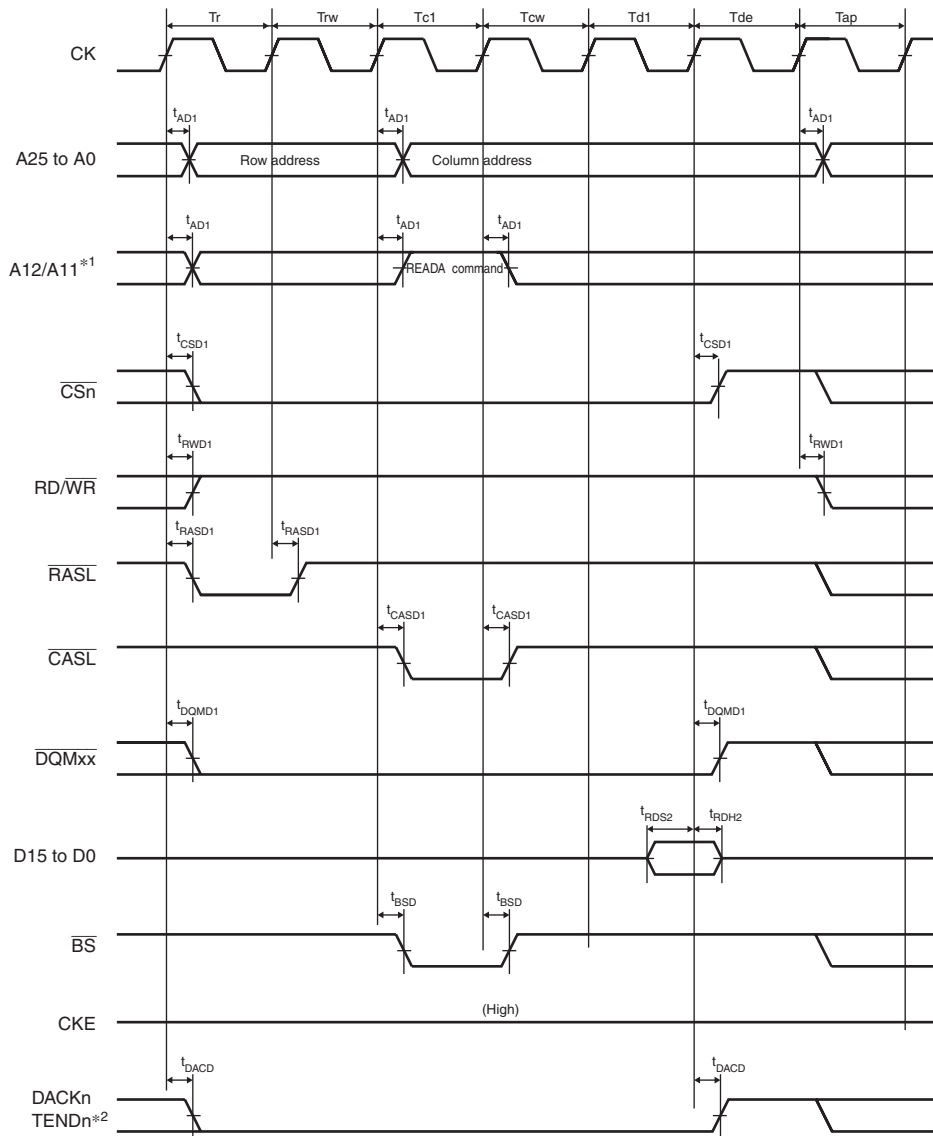 Tr Trw Tc1 Tcw Td1 Tde Tap
CK
tAD1 tAD1 tAD1
A25 to A0 Row address Column address
tAD1 tAD1 tAD1
A12/A11*1 READA command
tCSD1 tCSD1
CSn
tRWD1 tRWD1
RD/WR
tRASD1 tRASD1
RASL
tCASD1 tCASD1
CASL
tDQMD1 tDQMD1
DQMxx
tRDS2 tRDH2
D15 to D0
tBSD tBSD
BS
(High)
CKE
tDACD tDACD
DACKn
TENDn*2